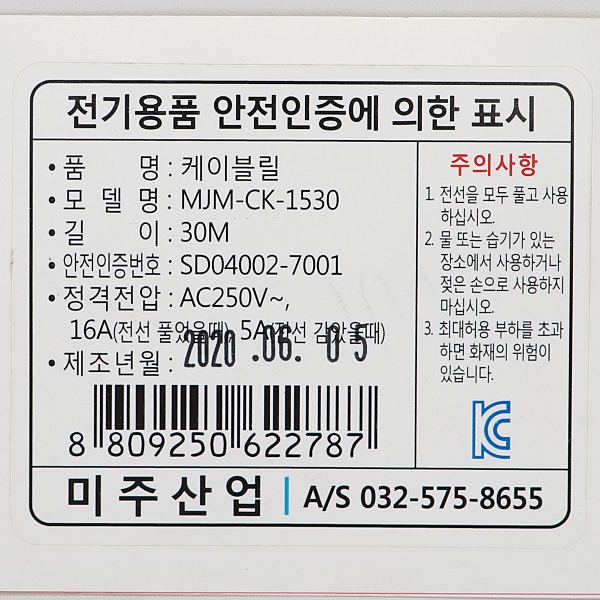 전기용품 안전인증에 의한 표시
• 품 명 : 케이블릴
• 모 델 명 : MJM-CK-1530
• 길 이 : 30M
• 안전인증번호 : SD04002-7001
• 정격전압 : AC250V~,
16A(전선 풀었을때), 5A(전선 감았을때)
• 제조년월 : 2020 .06. 05
8 809250 622787
주의사항
1. 전선을 모두 풀고 사용
하십시오.
2. 물 또는 습기가 있는
장소에서 사용하거나
젖은 손으로 사용하지
마십시오.
3. 최대허용 부하를 초과
하면 화재의 위험이
있습니다.
KC
미주산업 | A/S 032-575-8655